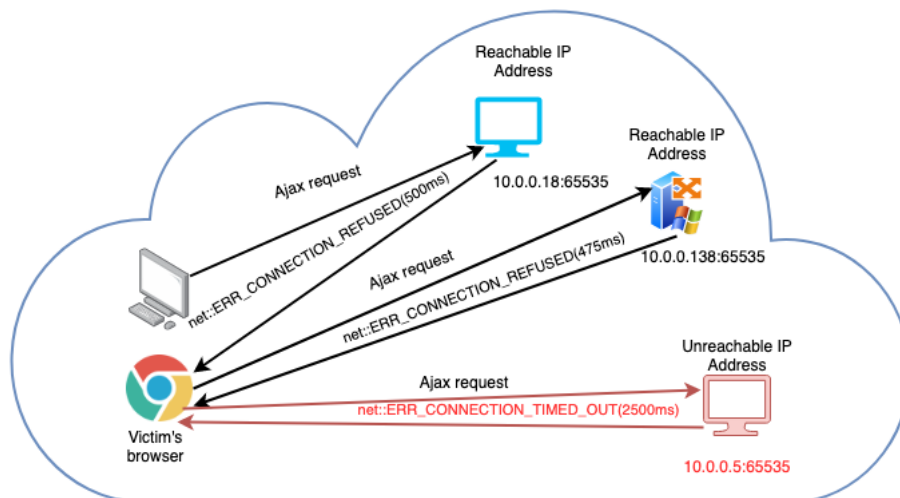 Reachable IP
Address
Reachable IP
Address
Ajax request
10.0.0.18:65535
net::ERR_CONNECTION_REFUSED(500ms)
Ajax request
net::ERR_CONNECTION_REFUSED(475ms)
10.0.0.138:65535
Unreachable IP
Address
Ajax request
net::ERR_CONNECTION_TIMED_OUT(2500ms)
Victim's
browser
10.0.0.5:65535